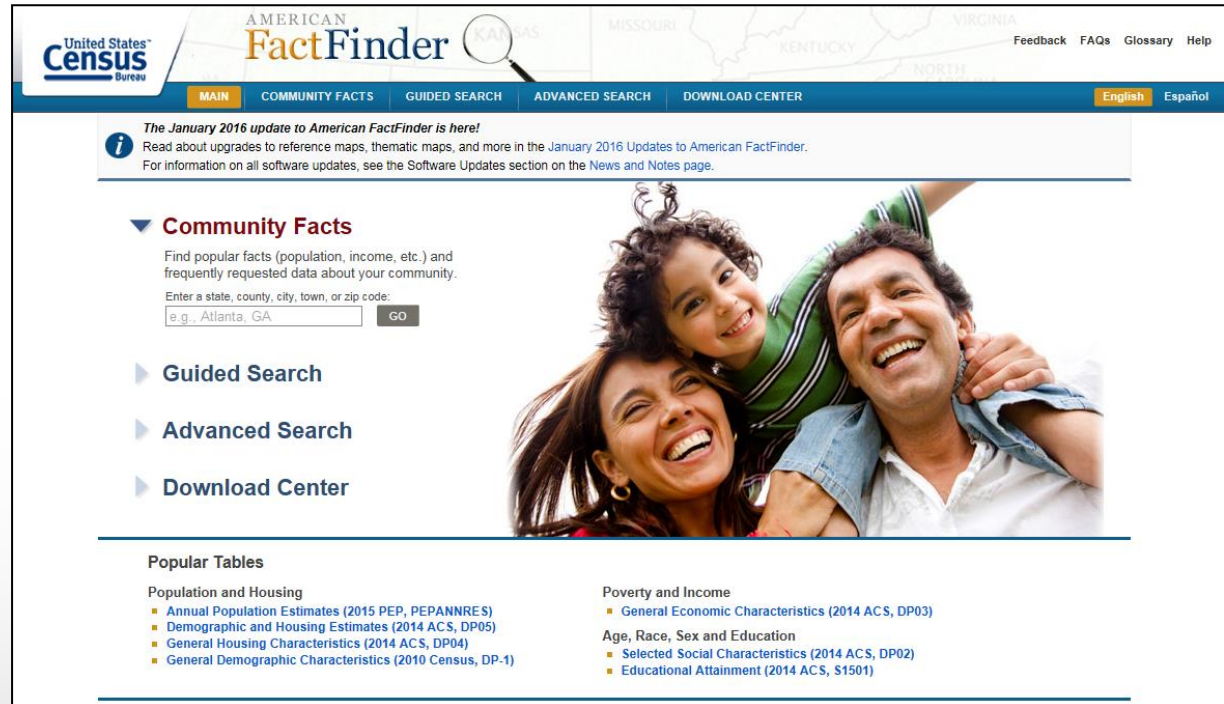 United States™
Census
Bureau
AMERICAN
FactFinder
KANSAS
MISSOURI
KENTUCKY
VIRGINIA
NORTH
Feedback FAQs Glossary Help
MAIN COMMUNITY FACTS GUIDED SEARCH ADVANCED SEARCH DOWNLOAD CENTER English Español
i
The January 2016 update to American FactFinder is here!
Read about upgrades to reference maps, thematic maps, and more in the January 2016 Updates to American FactFinder.
For information on all software updates, see the Software Updates section on the News and Notes page.
Community Facts
Find popular facts (population, income, etc.) and
frequently requested data about your community.
Enter a state, county, city, town, or zip code:
e.g., Atlanta, GA GO
Guided Search
Advanced Search
Download Center
Popular Tables
Population and Housing
Annual Population Estimates (2015 PEP, PEPANNRES)
Demographic and Housing Estimates (2014 ACS, DP05)
General Housing Characteristics (2014 ACS, DP04)
General Demographic Characteristics (2010 Census, DP-1)
Poverty and Income
General Economic Characteristics (2014 ACS, DP03)
Age, Race, Sex and Education
Selected Social Characteristics (2014 ACS, DP02)
Educational Attainment (2014 ACS, S1501)